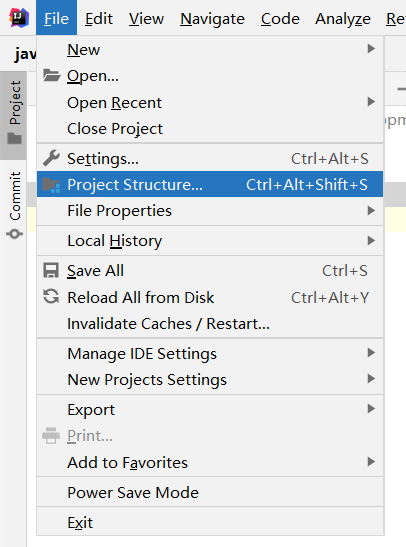 File Edit View Navigate Code Analyze Re
jav
New
Open...
Open Recent
Close Project
Settings... Ctrl+Alt+S
Project Structure... Ctrl+Alt+Shift+S
File Properties
Local History
Save All Ctrl+S
Reload All from Disk Ctrl+Alt+Y
Invalidate Caches / Restart...
Manage IDE Settings
New Projects Settings
Export
Print...
Add to Favorites
Power Save Mode
Exit
Project
Commit
opm